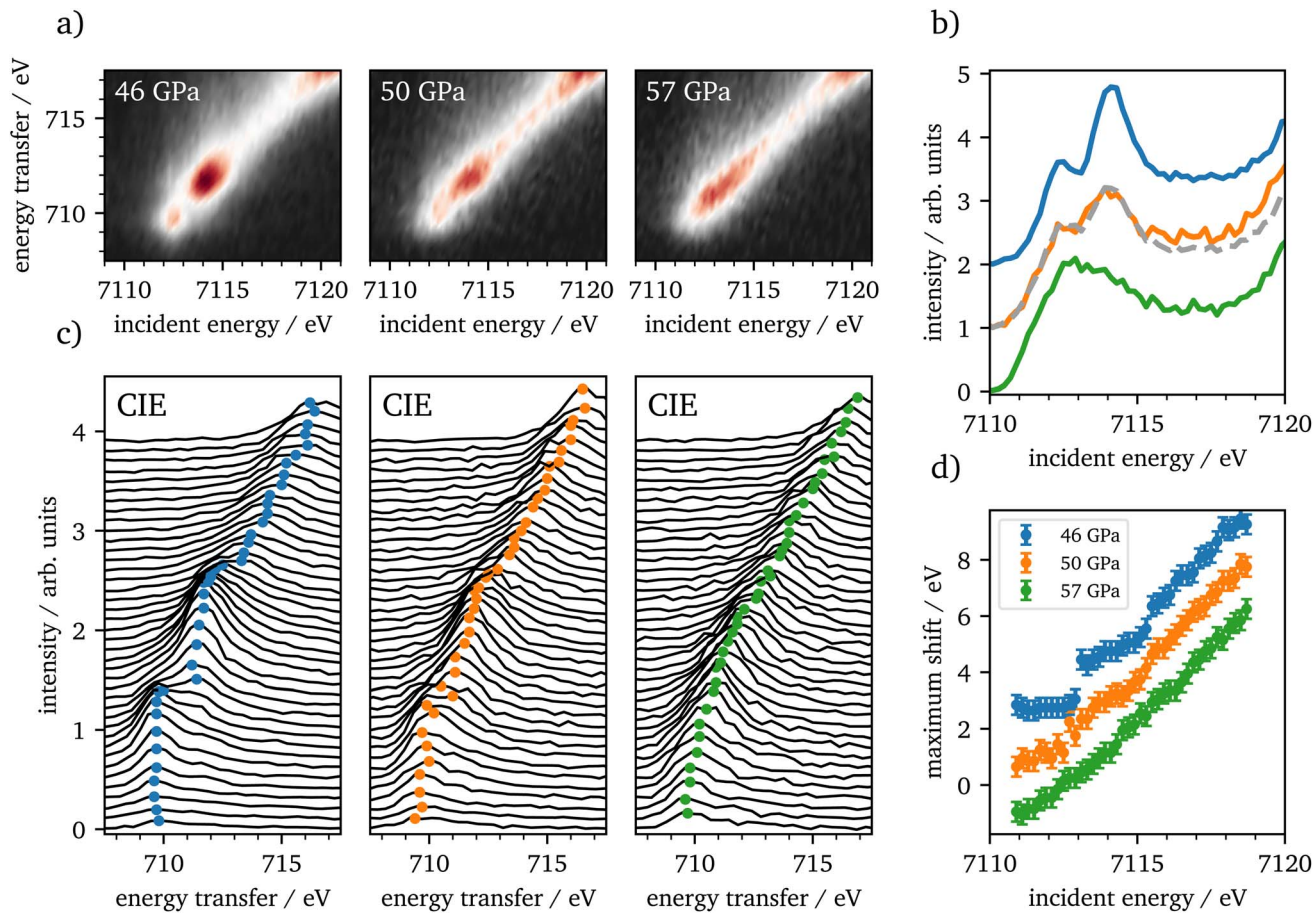 a)
46 GPa
50 GPa
57 GPa
energy transfer / eV
715
710
7110 7115 7120
7110 7115 7120
7110 7115 7120
incident energy / eV
incident energy / eV
incident energy / eV
b)
intensity / arb. units
5
4
3
2
1
0
7110 7115 7120
incident energy / eV
c)
CIE
CIE
CIE
intensity / arb. units
4
3
2
1
0
710 715
710 715
710 715
energy transfer / eV
energy transfer / eV
energy transfer / eV
d)
46 GPa
50 GPa
57 GPa
maximum shift / eV
8
6
4
2
0
7110 7115 7120
incident energy / eV